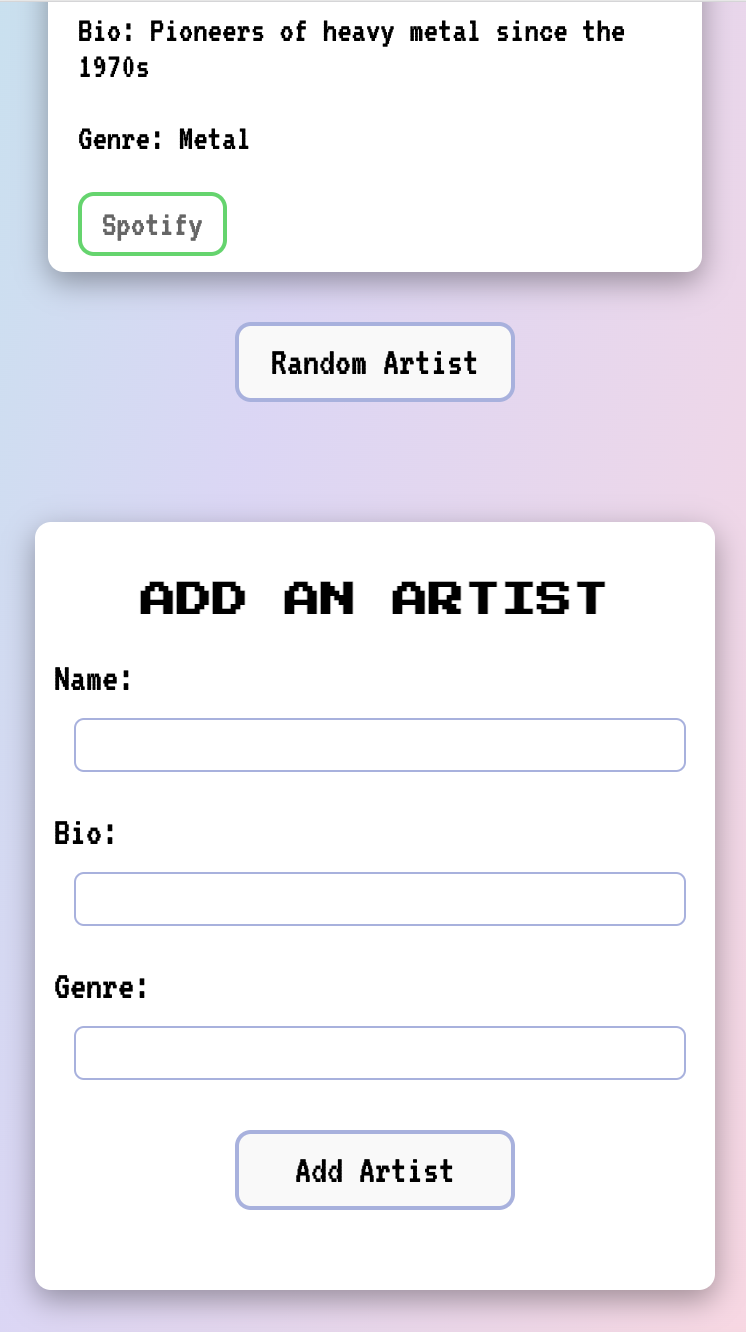 Bio: Pioneers of heavy metal since the
1970s
Genre: Metal
Spotify
Random Artist
ADD AN ARTIST
Name:
Bio:
Genre:
Add Artist